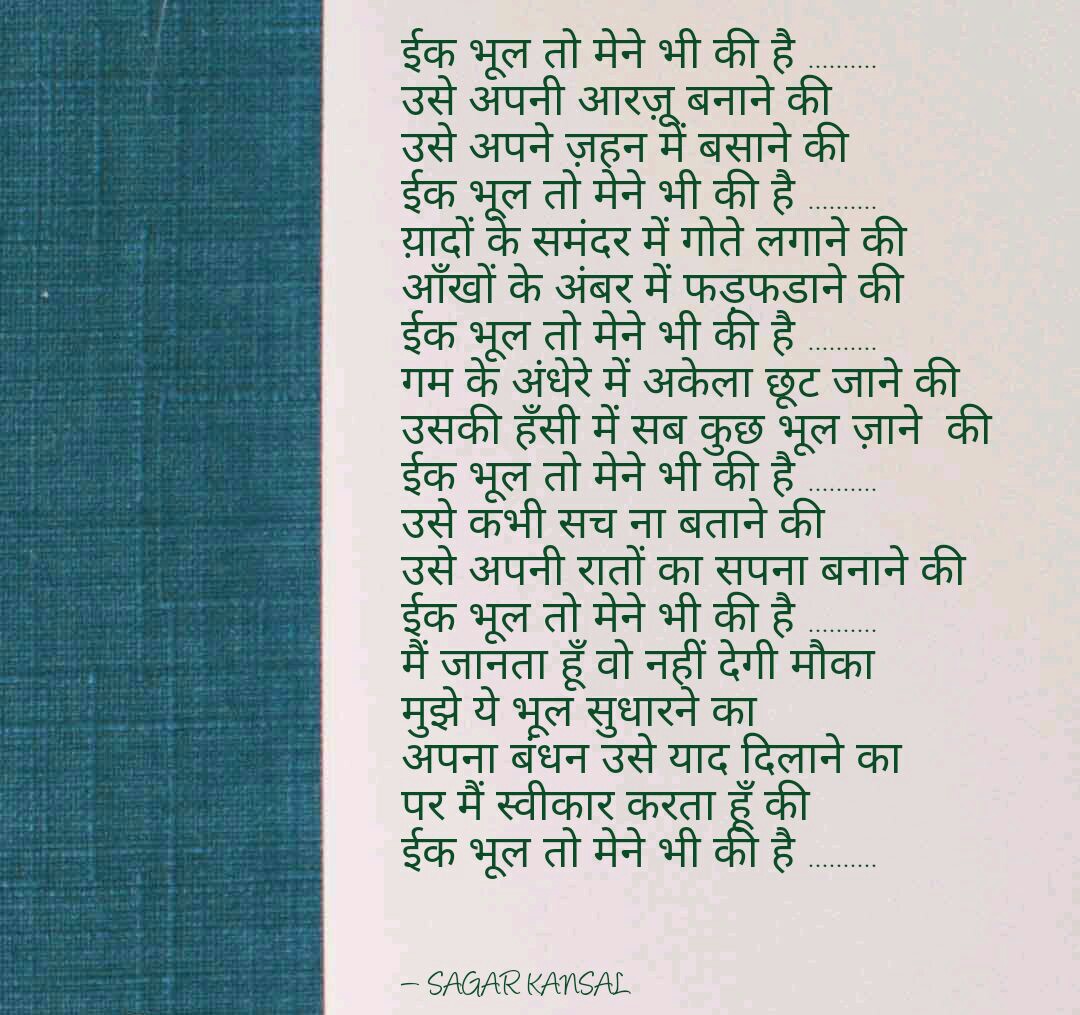 ईक भूल तो मेने भी की है ..........
उसे अपनी आरज़ू बनाने की
उसे अपने ज़हन में बसाने की
ईक भूल तो मेने भी की है ..........
य़ादों के समंदर में गोते लगाने की
आँखों के अंबर में फड़फडाने की
ईक भूल तो मेने भी की है ..........
गम के अंधेरे में अकेला छूट जाने की
उसकी हँसी में सब कुछ भूल ज़ाने  की
ईक भूल तो मेने भी की है ..........
उसे कभी सच ना बताने की
उसे अपनी रातों का सपना बनाने की
ईक भूल तो मेने भी की है ..........
मैं जानता हूँ वो नहीं देगी मौका
मुझे ये भूल सुधारने का
अपना बंधन उसे याद दिलाने का
पर मैं स्वीकार करता हूँ की
ईक भूल तो मेने भी की है ..........
– SAGAR KANSAL